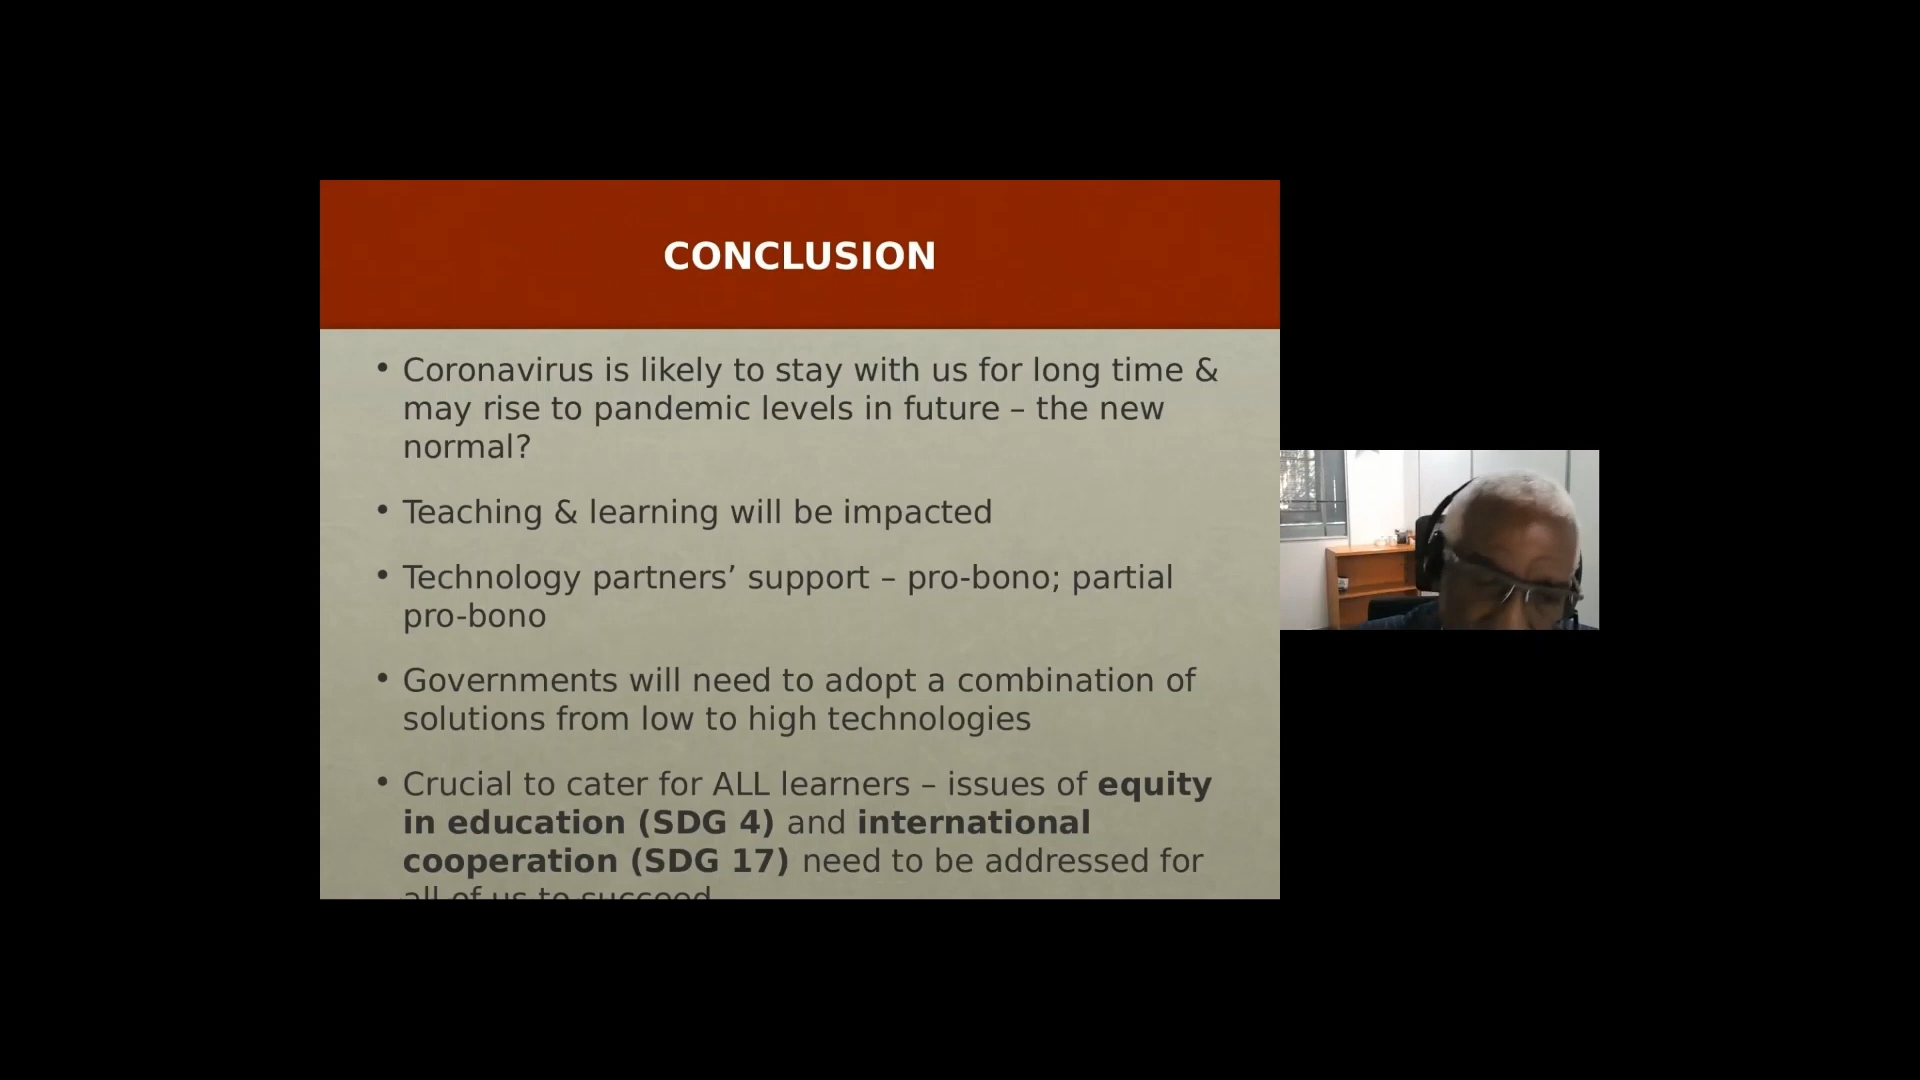 CONCLUSION
• Coronavirus is likely to stay with us for long time &
may rise to pandemic levels in future – the new
normal?
• Teaching & learning will be impacted
• Technology partners’ support – pro-bono; partial
pro-bono
• Governments will need to adopt a combination of
solutions from low to high technologies
• Crucial to cater for ALL learners – issues of equity
in education (SDG 4) and international
cooperation (SDG 17) need to be addressed for
all of us to succeed